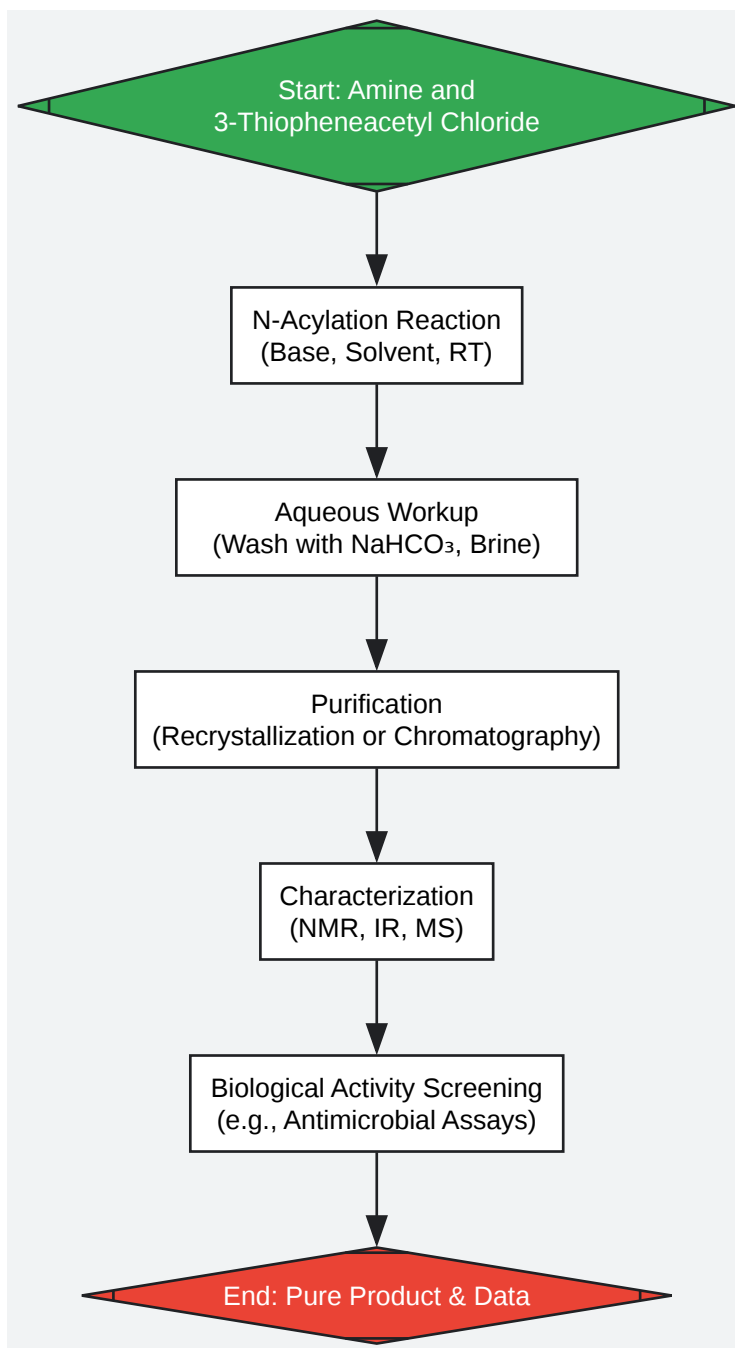 Start: Amine and
3-Thiopheneacetyl Chloride
N-Acylation Reaction
(Base, Solvent, RT)
Aqueous Workup
(Wash with NaHCO₃, Brine)
Purification
(Recrystallization or Chromatography)
Characterization
(NMR, IR, MS)
Biological Activity Screening
(e.g., Antimicrobial Assays)
End: Pure Product & Data